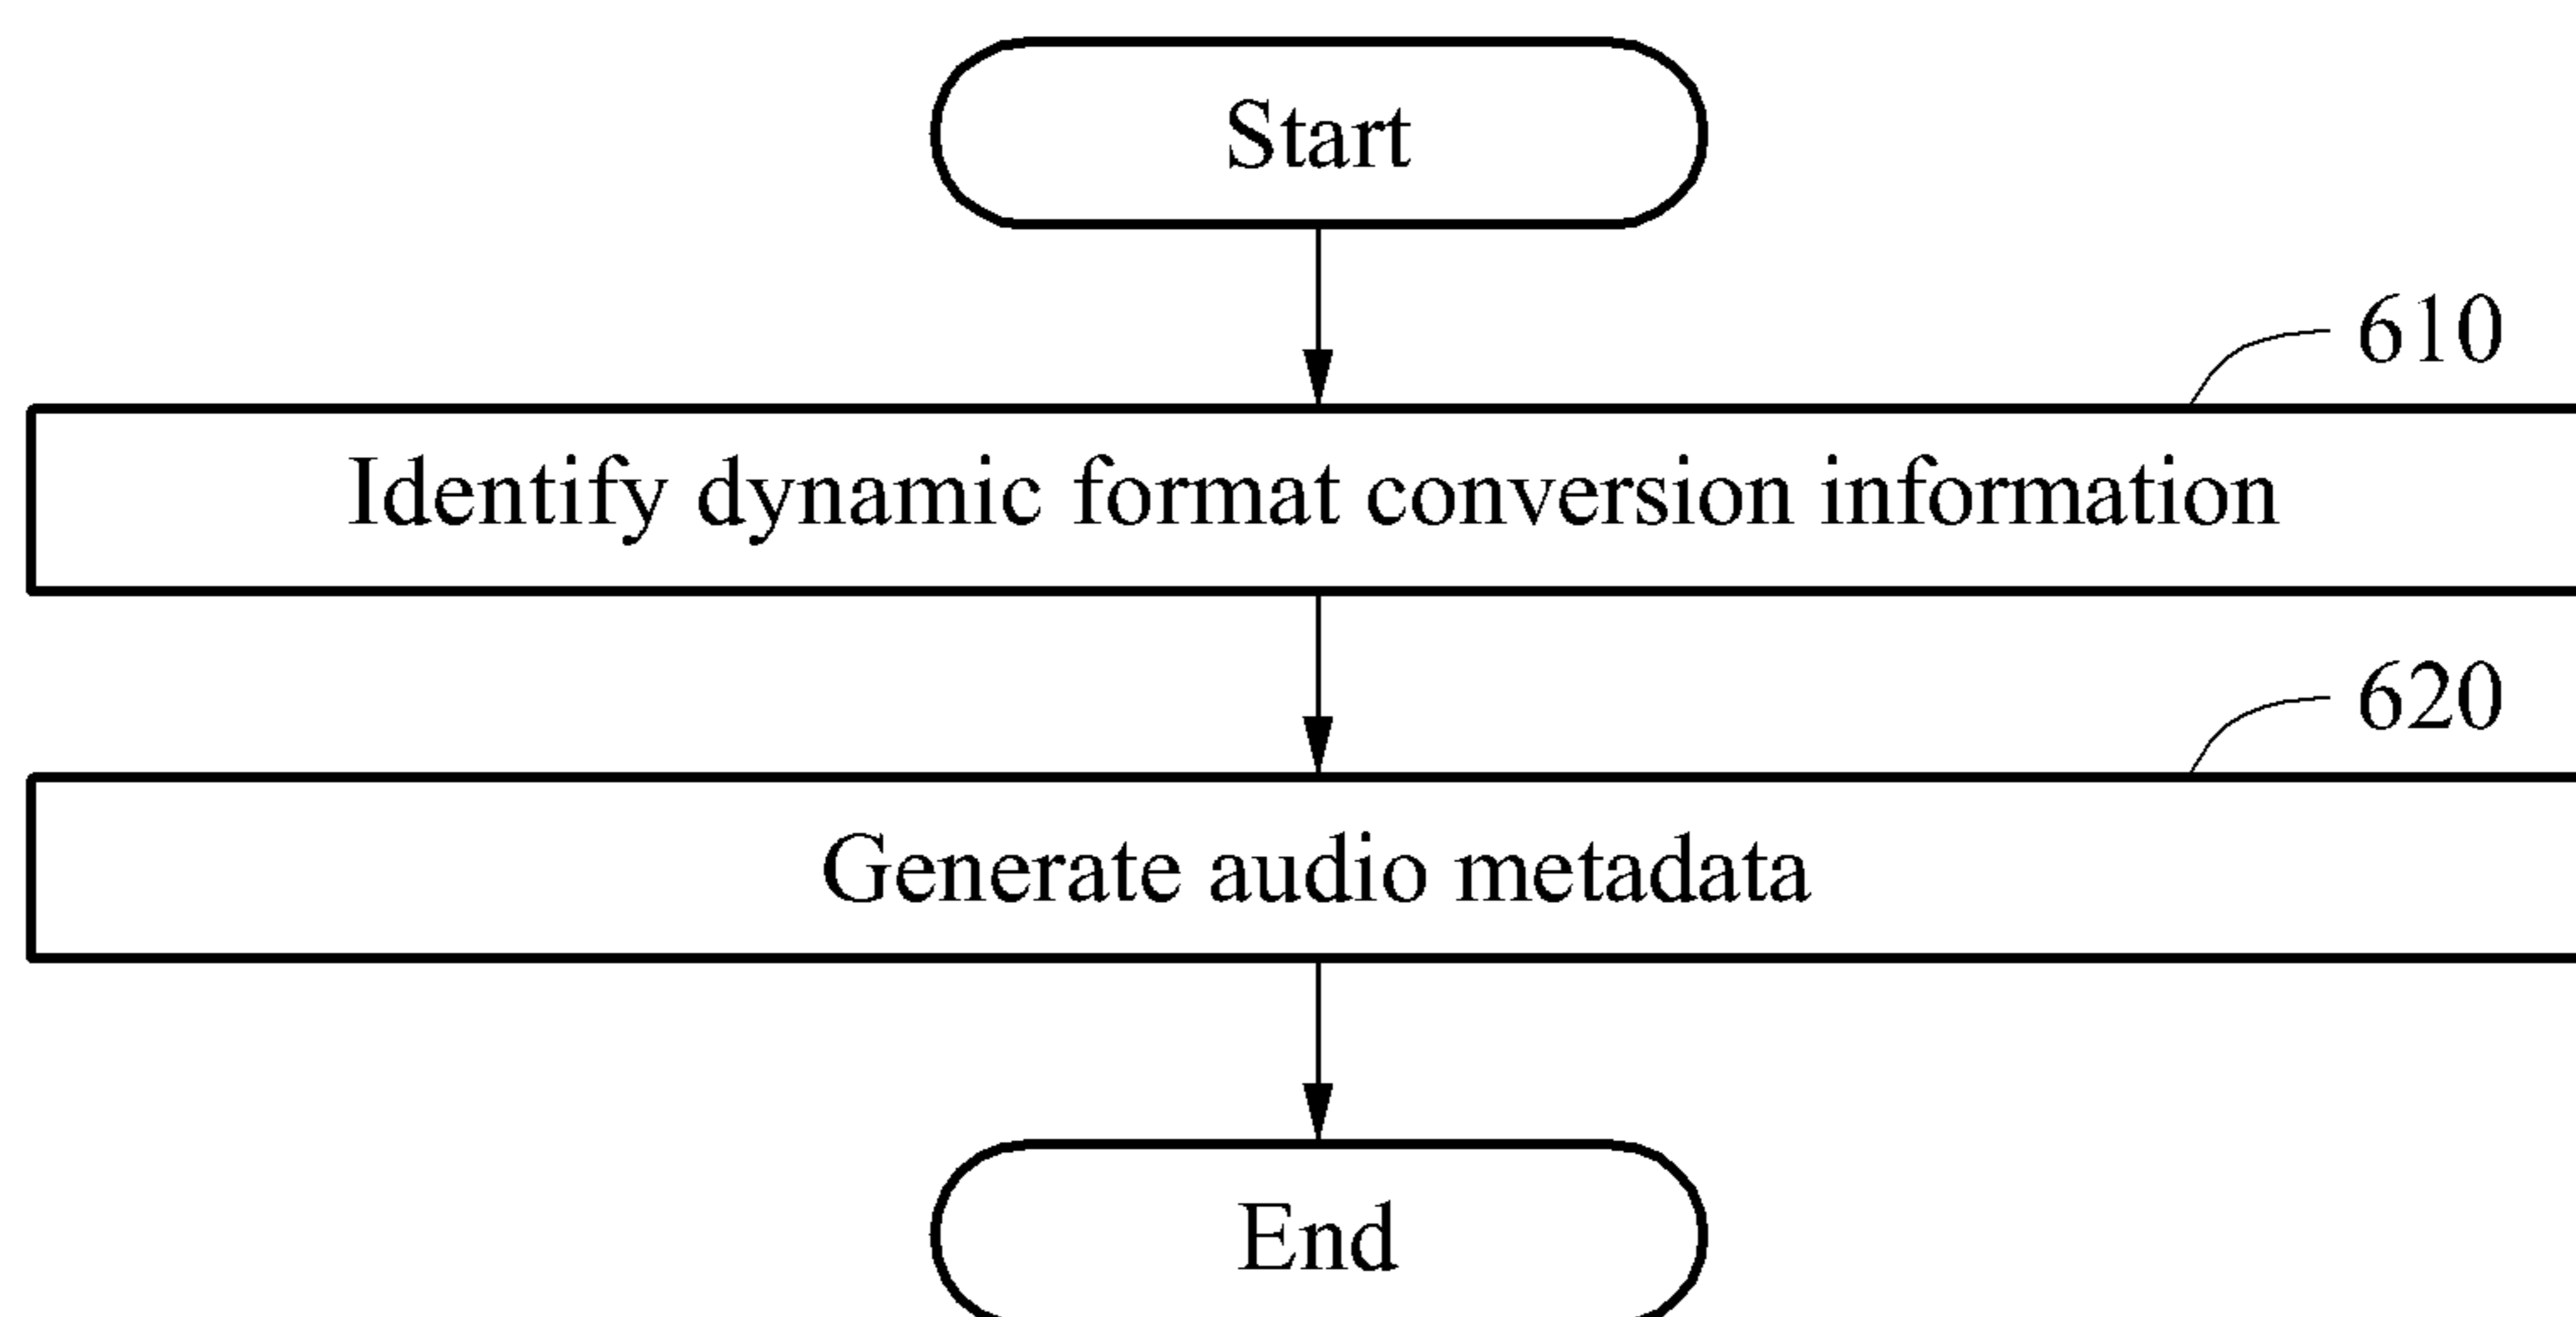 Start
610
Identify dynamic format conversion information
620
Generate audio metadata
End